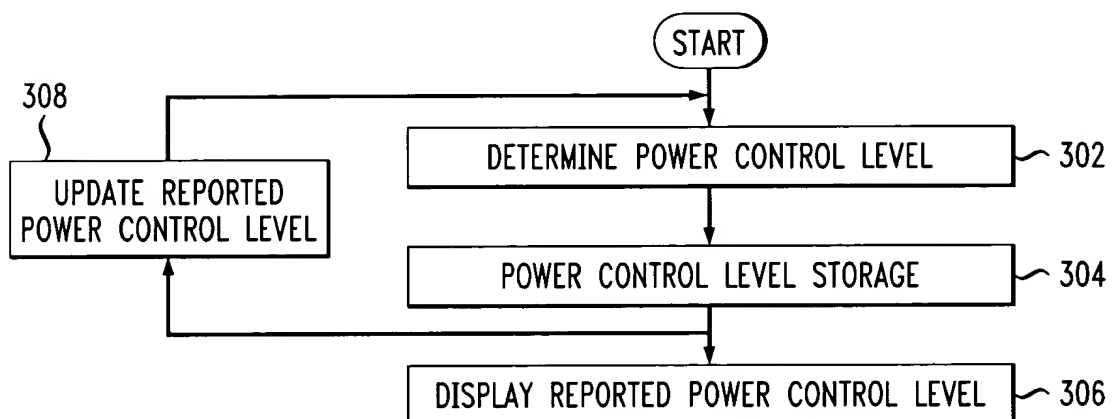 START
308
DETERMINE POWER CONTROL LEVEL
302
UPDATE REPORTED
POWER CONTROL LEVEL
POWER CONTROL LEVEL STORAGE
304
DISPLAY REPORTED POWER CONTROL LEVEL
306